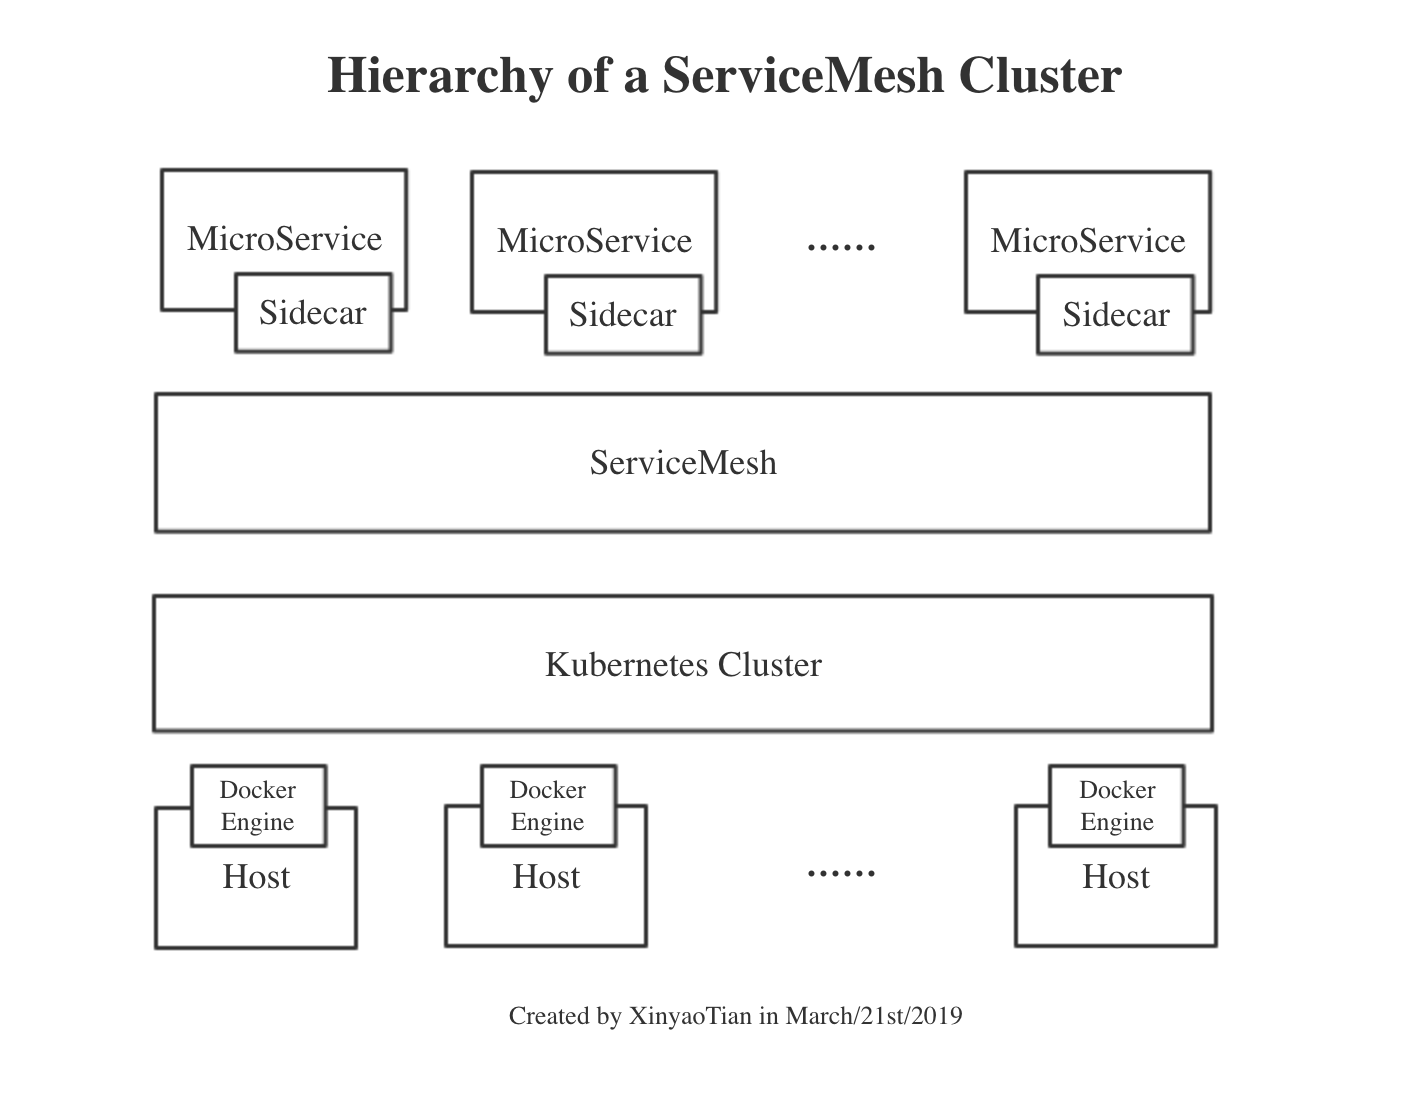 Hierarchy of a ServiceMesh Cluster
MicroService
Sidecar
MicroService
Sidecar
......
MicroService
Sidecar
ServiceMesh
Kubernetes Cluster
Docker
Engine
Host
Docker
Engine
Host
......
Docker
Engine
Host
Created by XinyaoTian in March/21st/2019